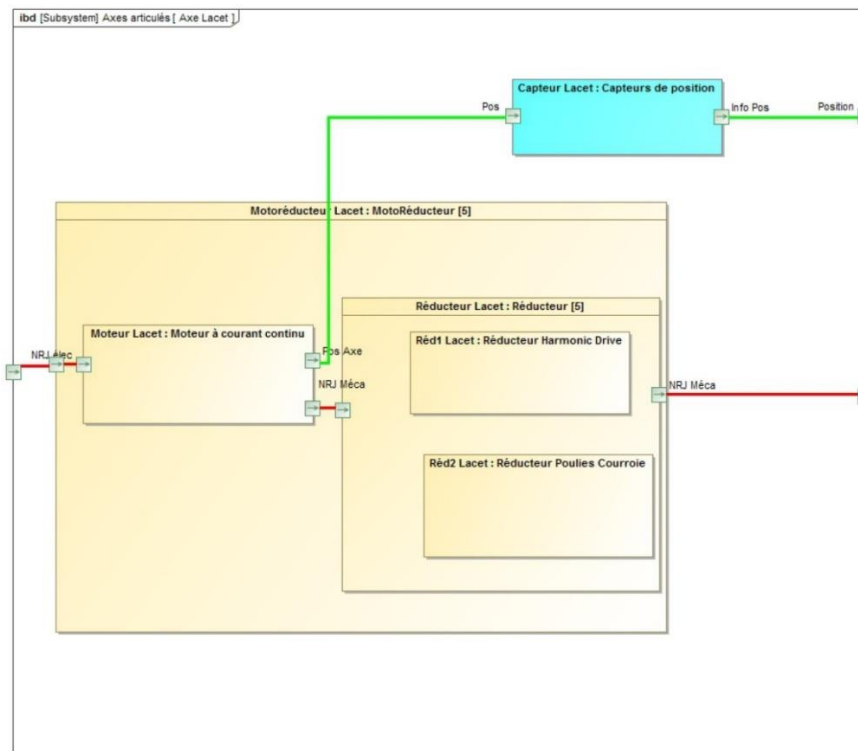 ibd [Subsystem] Axes articulés [ Axe Lacet ]
Capteur Lacet : Capteurs de position
Pos
Info Pos
Position
Motoréducteur Lacet : MotoRéducteur [5]
Réducteur Lacet : Réducteur [5]
Moteur Lacet : Moteur à courant continu
Réd1 Lacet : Réducteur Harmonic Drive
NRJ élec
Pos Axe
NRJ Méca
NRJ Méca
Réd2 Lacet : Réducteur Poulies Courroie